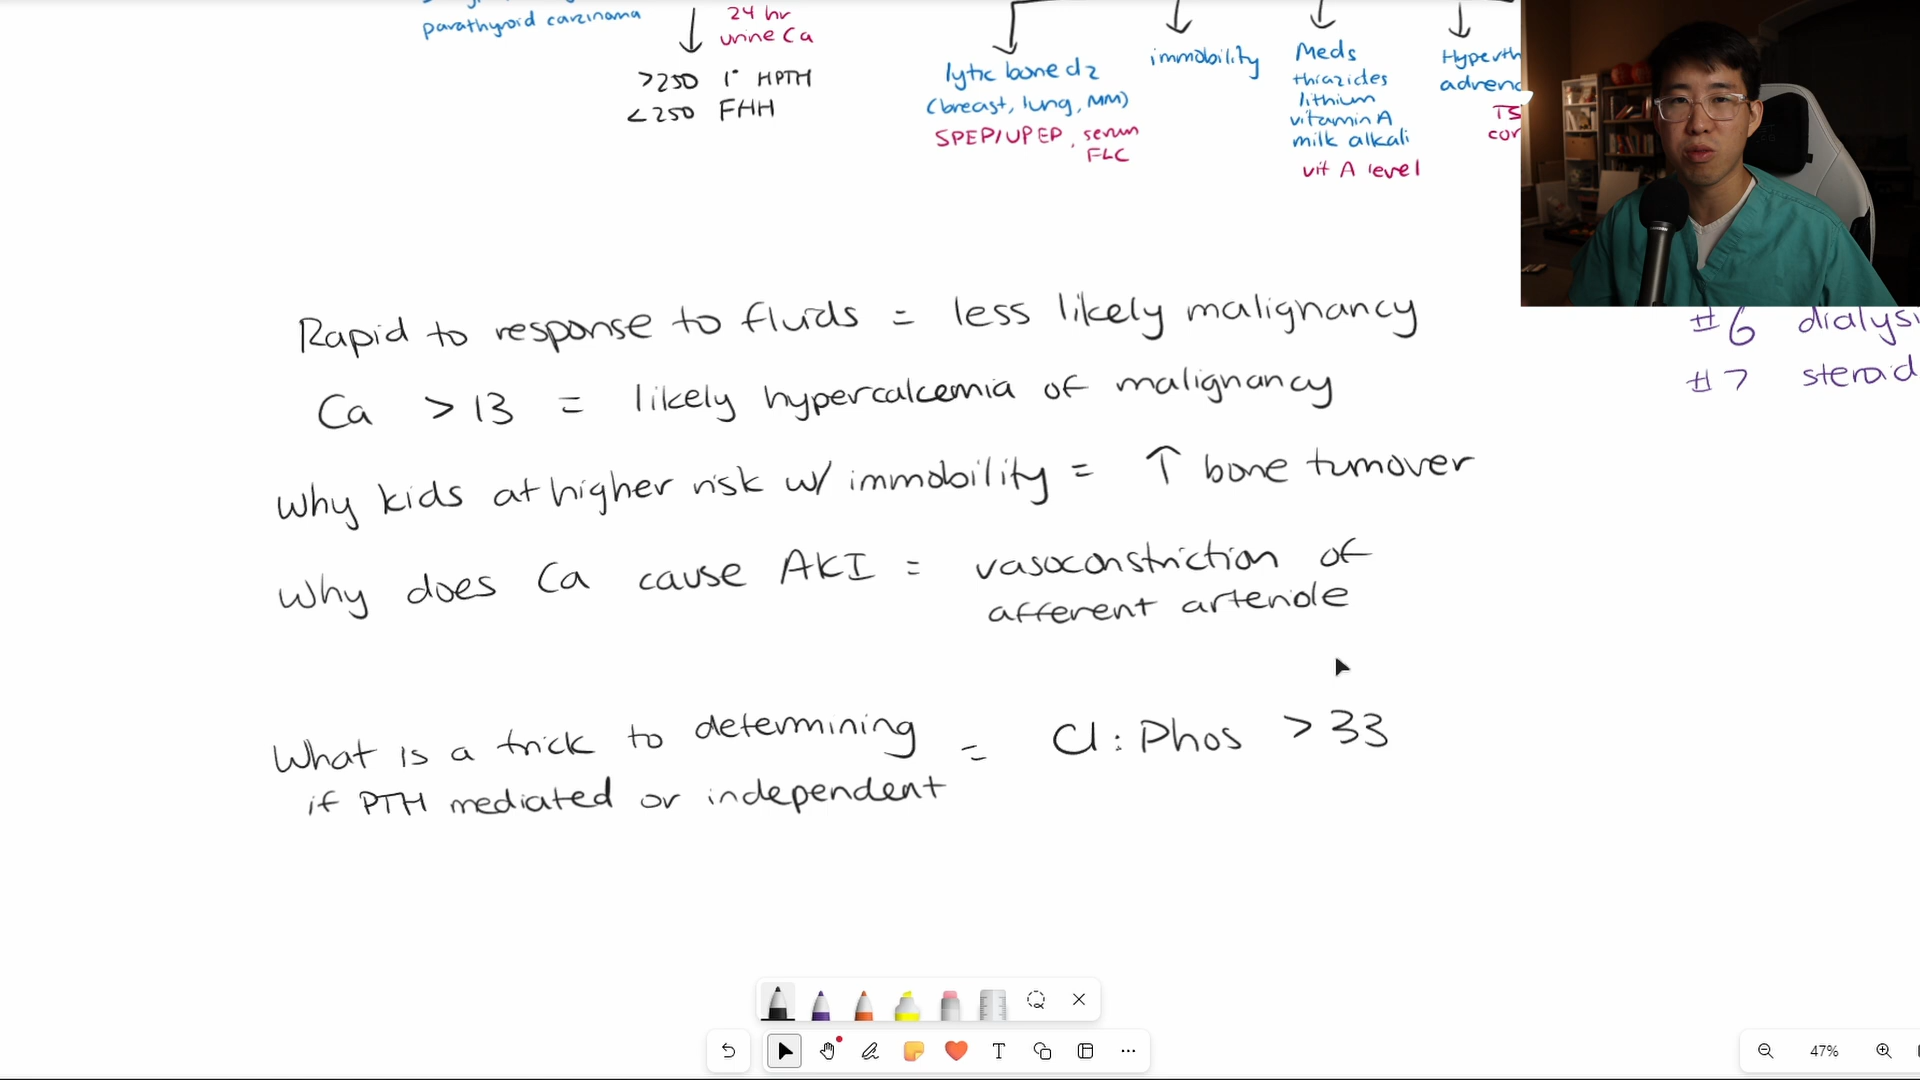 parathyroid carcinoma
24 hr
urine Ca
>250 1° HPTH
<250 FHH
lytic bone dz
(breast, lung, MM)
SPEP/UPEP, serum
FLC
immobility
Meds
thiazides
lithium
vitamin A
milk alkali
vit A level
Hyperth
adrena
TS
cor
Rapid to response to fluids = less likely malignancy
Ca >13 = likely hypercalcemia of malignancy
Why kids at higher risk w/ immobility = ↑ bone turnover
Why does Ca cause AKI = vasoconstriction of
afferent arteriole
What is a trick to determining
if PTH mediated or independent = Cl:Phos >33
#6 dialysi
#7 steroid
47%